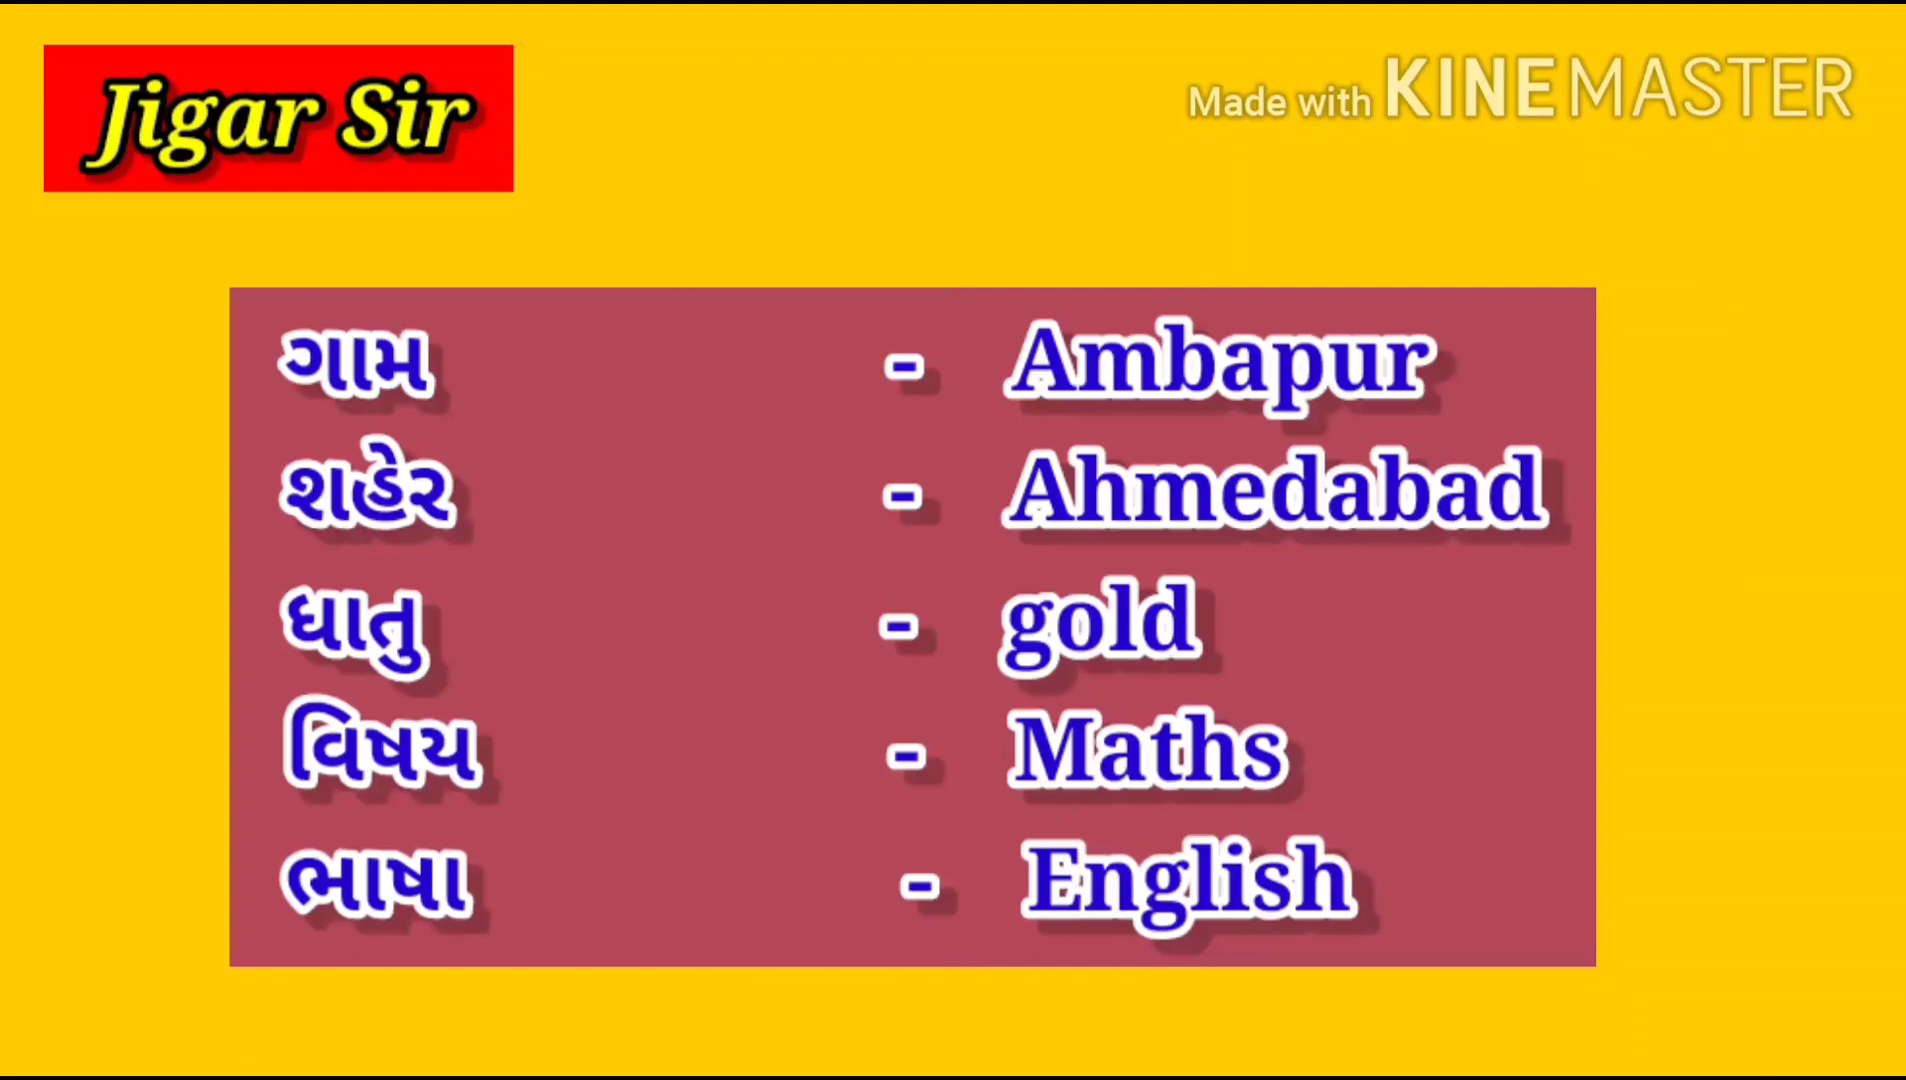 Jigar Sir
Made with KINEMASTER
ગામ - Ambapur
શહેર - Ahmedabad
ધાતુ - gold
વિષય - Maths
ભાષા - English